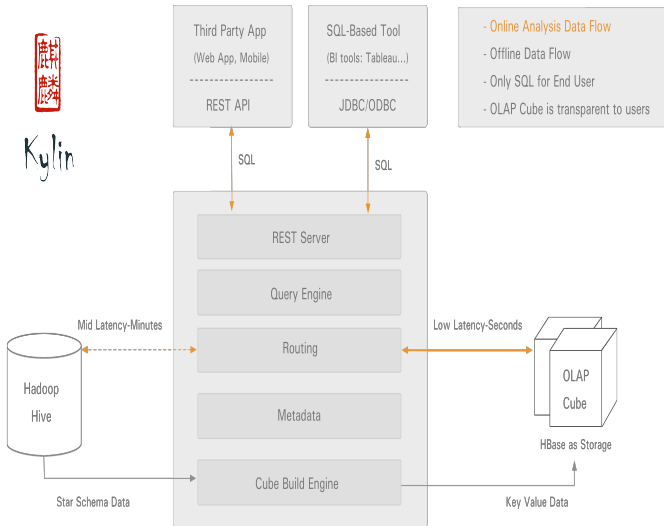 麒
麟
Kylin
Third Party App
(Web App, Mobile)
REST API
SQL-Based Tool
(BI tools: Tableau...)
JDBC/ODBC
- Online Analysis Data Flow
- Offline Data Flow
- Only SQL for End User
- OLAP Cube is transparent to users
SQL
SQL
REST Server
Query Engine
Mid Latency-Minutes
Routing
Low Latency-Seconds
Hadoop
Hive
OLAP
Cube
Metadata
HBase as Storage
Cube Build Engine
Star Schema Data
Key Value Data